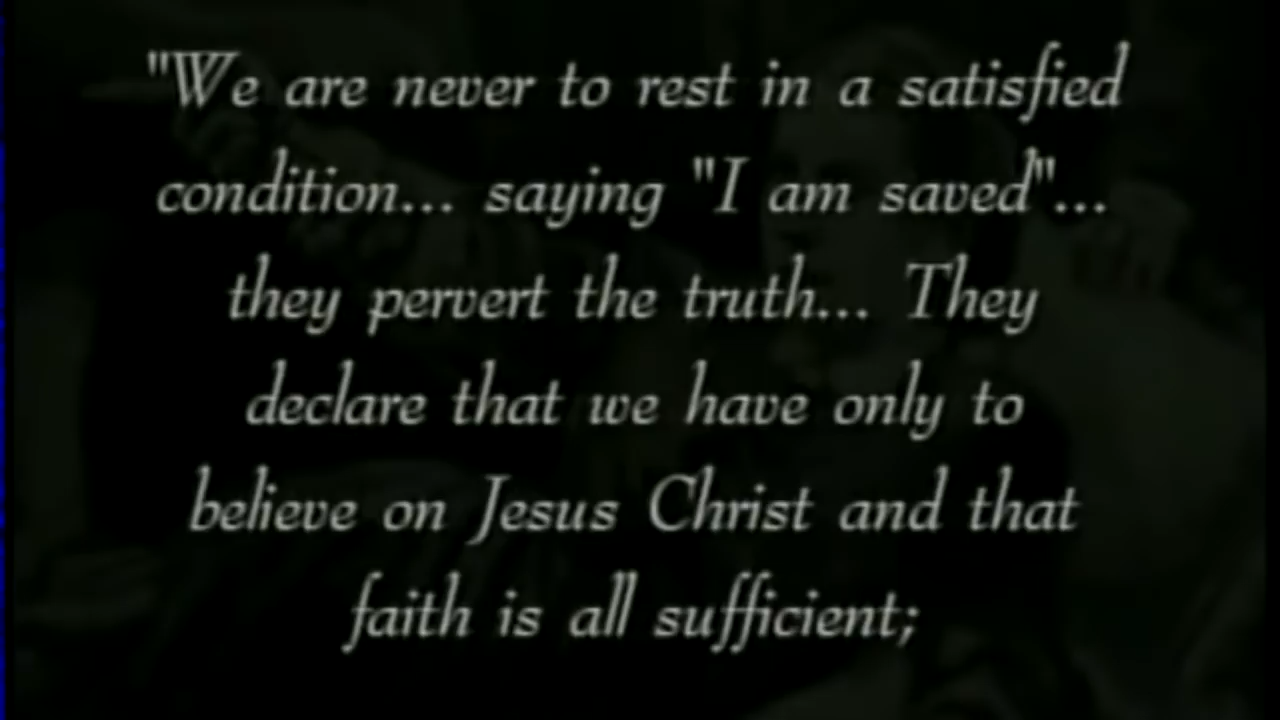 "We are never to rest in a satisfied
condition... saying "I am saved"...
they pervert the truth... They
declare that we have only to
believe on Jesus Christ and that
faith is all sufficient;